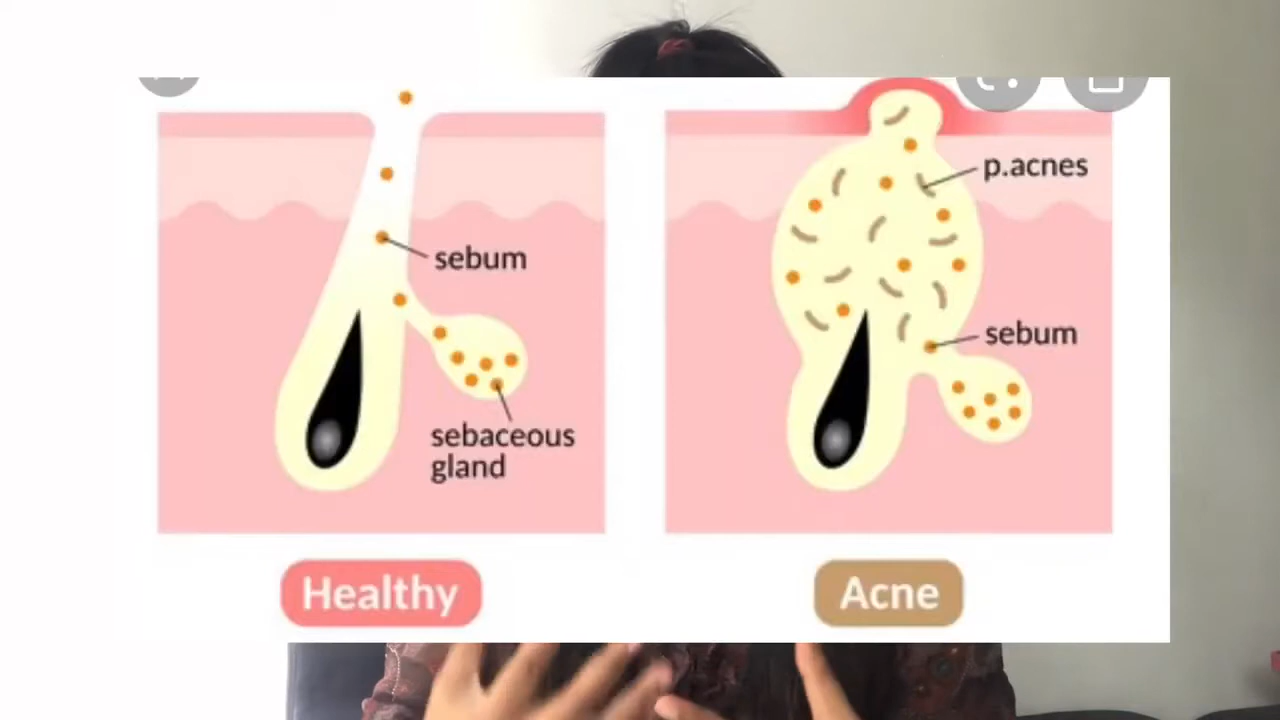 sebum
sebaceous
gland
Healthy
p.acnes
sebum
Acne